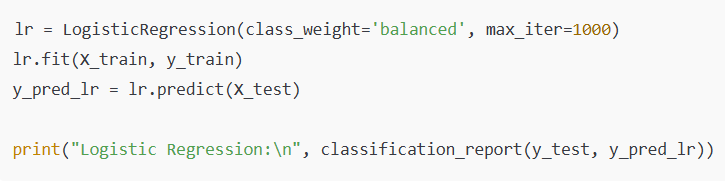 lr = LogisticRegression(class_weight='balanced', max_iter=1000)
lr.fit(X_train, y_train)
y_pred_lr = lr.predict(X_test)
print("Logistic Regression:\n", classification_report(y_test, y_pred_lr))